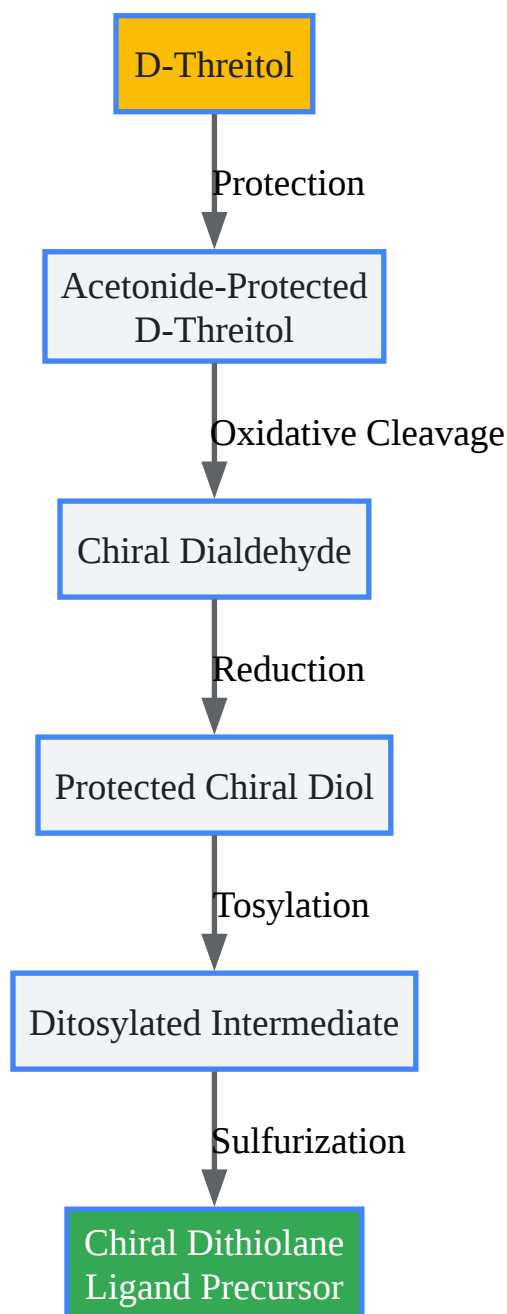 D-Threitol
Protection
Acetonide-Protected
D-Threitol
Oxidative Cleavage
Chiral Dialdehyde
Reduction
Protected Chiral Diol
Tosylation
Ditosylated Intermediate
Sulfurization
Chiral Dithiolane
Ligand Precursor